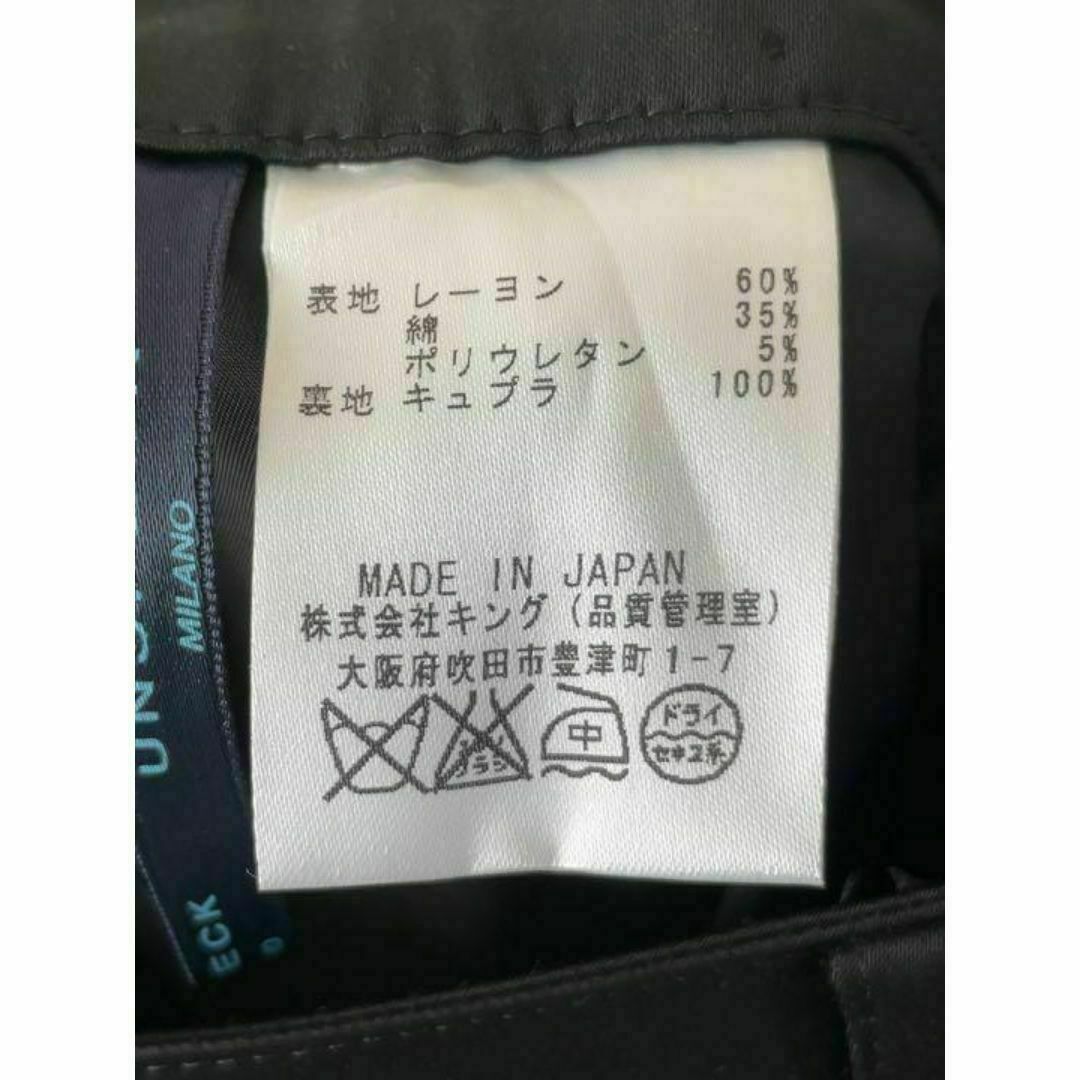 表地 レーヨン 60%
綿 35%
ポリウレタン 5%
裏地 キュプラ 100%
MADE IN JAPAN
株式会社キング(品質管理室)
大阪府吹田市豊津町1-7
中
ドライ
セキユ系
MILANO
ECK